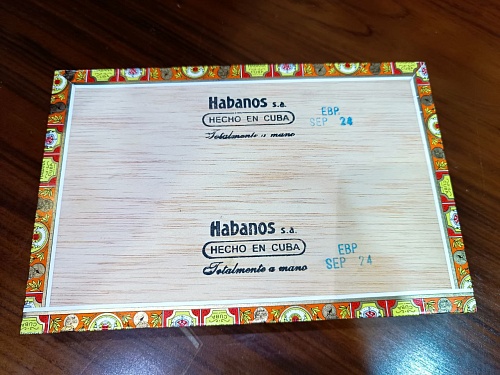 Habanos s.a.
HECHO EN CUBA
Totalmente a mano
EBP
SEP 24
Habanos s.a.
HECHO EN CUBA
Totalmente a mano
EBP
SEP 24